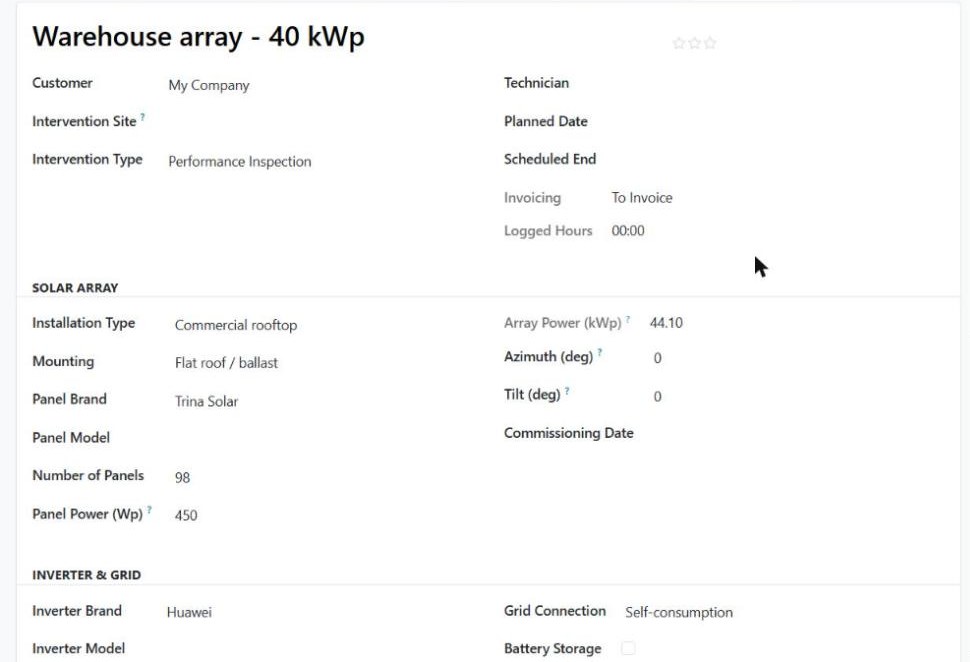 Warehouse array - 40 kWp
Customer My Company
Technician
Intervention Site ?
Planned Date
Intervention Type Performance Inspection
Scheduled End
Invoicing To Invoice
Logged Hours 00:00
SOLAR ARRAY
Installation Type Commercial rooftop
Array Power (kWp) ? 44.10
Mounting Flat roof / ballast
Azimuth (deg) ? 0
Panel Brand Trina Solar
Tilt (deg) ? 0
Panel Model
Commissioning Date
Number of Panels 98
Panel Power (Wp) ? 450
INVERTER & GRID
Inverter Brand Huawei
Grid Connection Self-consumption
Inverter Model
Battery Storage